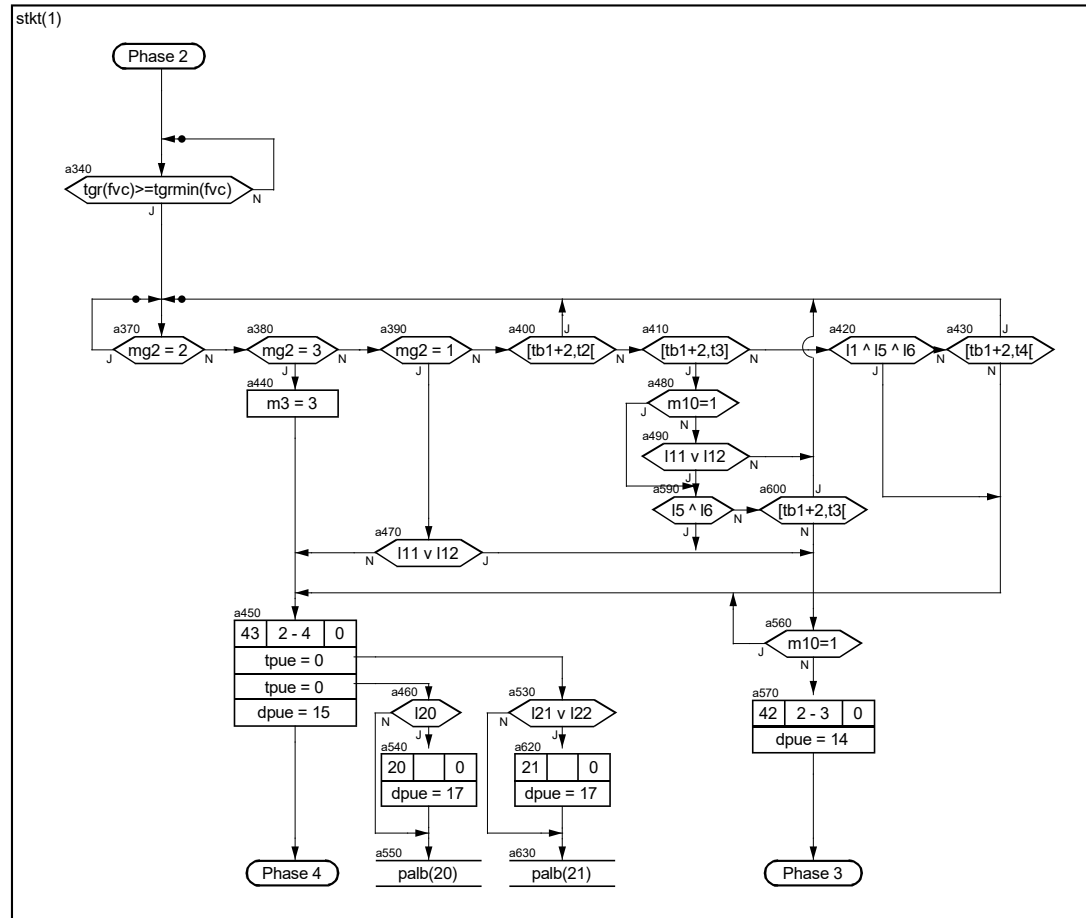 stkt(1)
Phase 2
a340
tgr(fvc)>=tgrmin(fvc)
N
J
a370
mg2 = 2
J
N
a380
mg2 = 3
N
J
a390
mg2 = 1
N
J
a400
[tb1+2,t2[
J
N
a410
[tb1+2,t3]
N
J
a420
l1 ^ l5 ^ l6
N
J
a430
[tb1+2,t4[
J
N
a440
m3 = 3
a480
m10=1
J
N
a490
l11 v l12
N
J
a590
l5 ^ l6
N
J
a600
[tb1+2,t3[
J
N
a470
l11 v l12
N
J
a450
43 2 - 4 0
tpue = 0
tpue = 0
dpue = 15
a460
l20
N
J
a530
l21 v l22
N
J
a560
m10=1
J
N
a570
42 2 - 3 0
dpue = 14
a540
20 0
dpue = 17
a620
21 0
dpue = 17
Phase 4
a550
palb(20)
a630
palb(21)
Phase 3